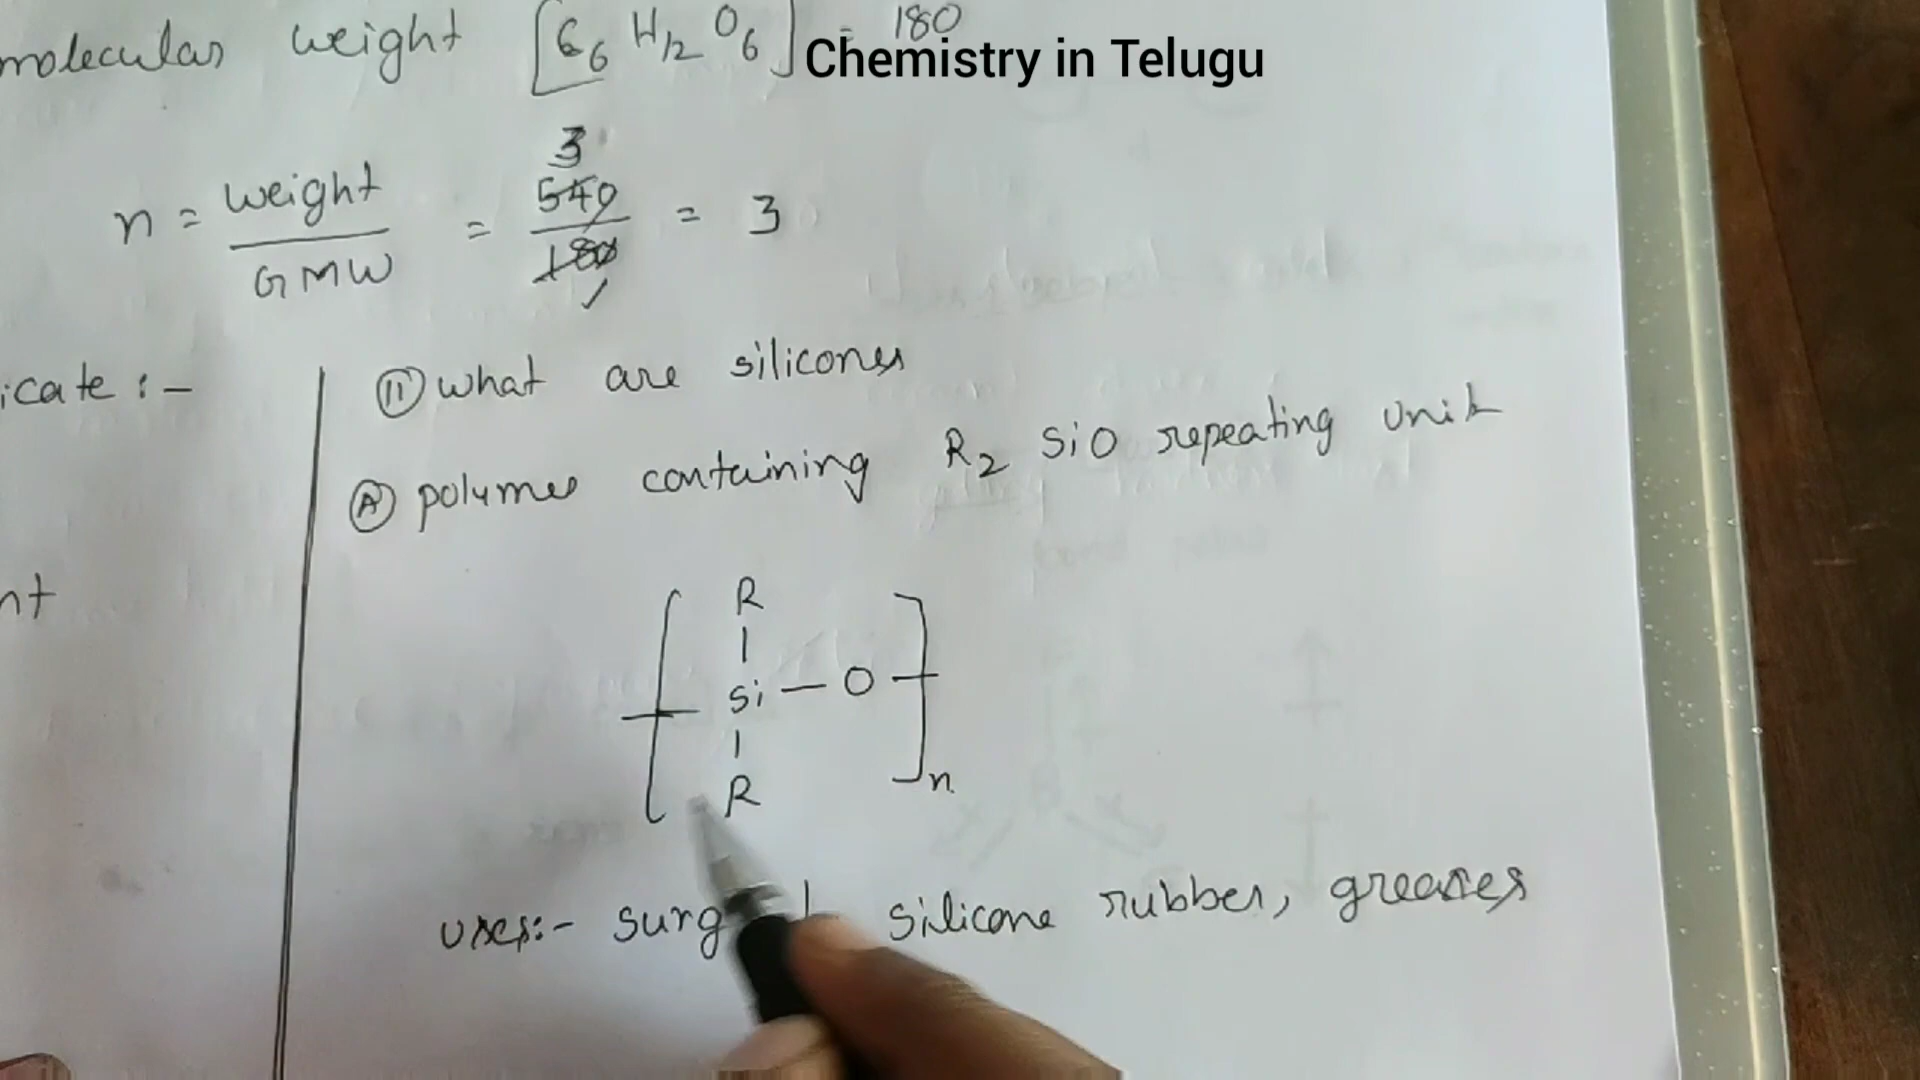 molecular weight [C6 H12 O6] = 180
Chemistry in Telugu
n = weight / GMW = 540 / 180 = 3
3
1
icate :-
(11) what are silicones
(A) polymer containing R2 SiO repeating unit
nt
R
Si - O
R
n
uses:- surg silicone rubber, greases